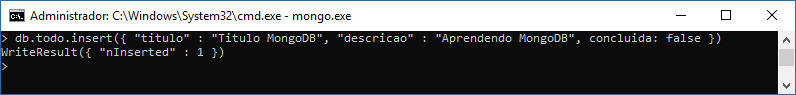 Administrador: C:\Windows\System32\cmd.exe - mongo.exe
> db.todo.insert({ "titulo" : "Titulo MongoDB", "descricao" : "Aprendendo MongoDB", concluida: false })
WriteResult({ "nInserted" : 1 })
>